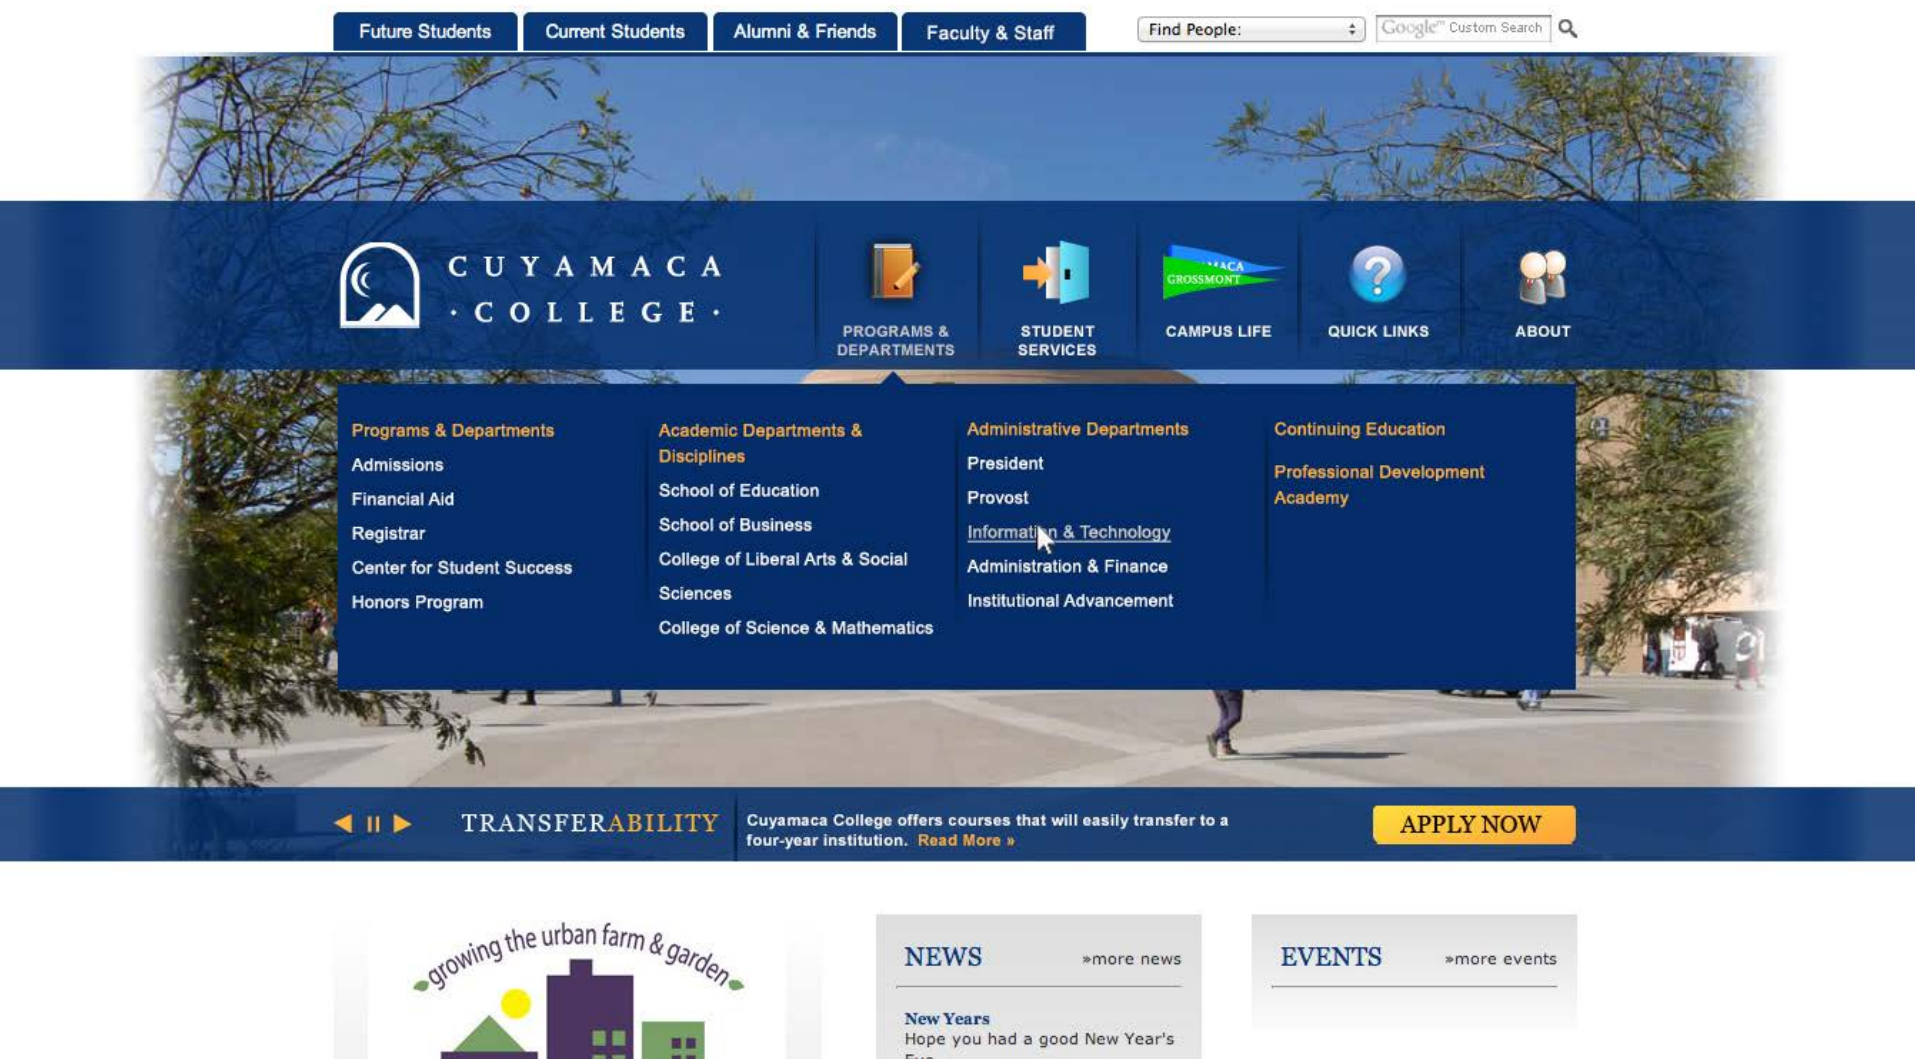 Future Students
Current Students
Alumni & Friends
Faculty & Staff
Find People:
Google™ Custom Search
CUYAMACA
· COLLEGE ·
PROGRAMS &
DEPARTMENTS
STUDENT
SERVICES
GROSSMONT
CAMPUS LIFE
?
QUICK LINKS
ABOUT
Programs & Departments
Admissions
Financial Aid
Registrar
Center for Student Success
Honors Program
Academic Departments &
Disciplines
School of Education
School of Business
College of Liberal Arts & Social
Sciences
College of Science & Mathematics
Administrative Departments
President
Provost
Information & Technology
Administration & Finance
Institutional Advancement
Continuing Education
Professional Development
Academy
TRANSFERABILITY
Cuyamaca College offers courses that will easily transfer to a
four-year institution. Read More »
APPLY NOW
growing the urban farm & garden
NEWS
»more news
New Years
Hope you had a good New Year's
EVENTS
»more events